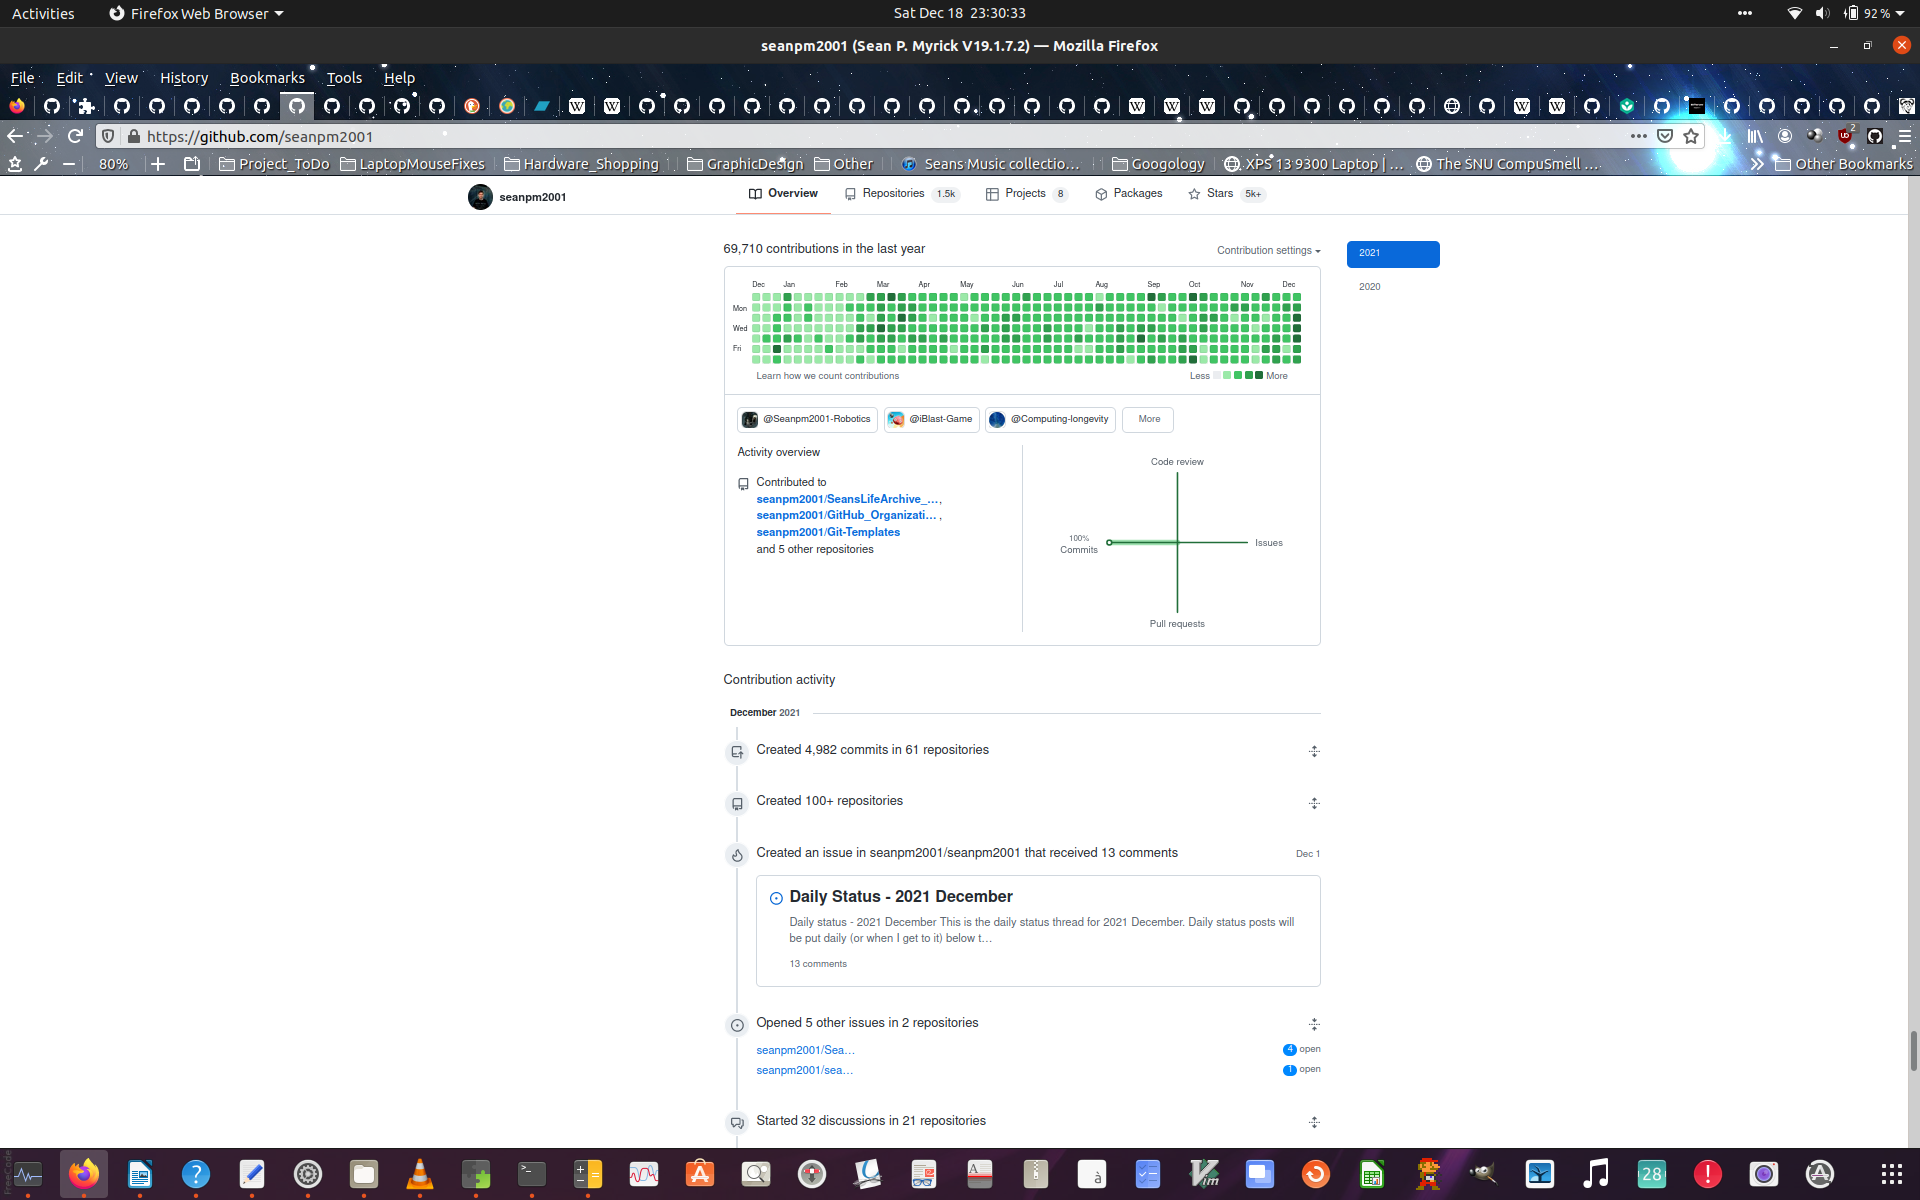 Activities
Firefox Web Browser
Sat Dec 18 23:30:33
92 %
seanpm2001 (Sean P. Myrick V19.1.7.2) — Mozilla Firefox
File Edit View History Bookmarks Tools Help
https://github.com/seanpm2001
2
80%
Project_ToDo
LaptopMouseFixes
Hardware_Shopping
GraphicDesign
Other
Seans Music collectio…
Googology
XPS 13 9300 Laptop | …
The SNU CompuSmell …
Other Bookmarks
seanpm2001
Overview
Repositories 1.5k
Projects 8
Packages
Stars 5k+
69,710 contributions in the last year
Contribution settings
2021
2020
Dec Jan Feb Mar Apr May Jun Jul Aug Sep Oct Nov Dec
Mon
Wed
Fri
Learn how we count contributions
Less More
@Seanpm2001-Robotics
@iBlast-Game
@Computing-longevity
More
Activity overview
Contributed to
seanpm2001/SeansLifeArchive_… ,
seanpm2001/GitHub_Organizati… ,
seanpm2001/Git-Templates
and 5 other repositories
Code review
100%
Commits
Issues
Pull requests
Contribution activity
December 2021
Created 4,982 commits in 61 repositories
Created 100+ repositories
Created an issue in seanpm2001/seanpm2001 that received 13 comments
Dec 1
Daily Status - 2021 December
Daily status - 2021 December This is the daily status thread for 2021 December. Daily status posts will
be put daily (or when I get to it) below t…
13 comments
Opened 5 other issues in 2 repositories
seanpm2001/Sea…
4 open
seanpm2001/sea…
1 open
Started 32 discussions in 21 repositories
28